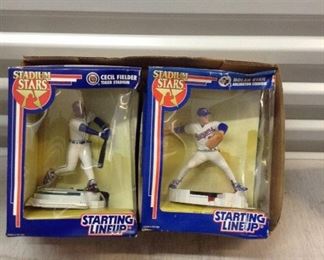 STADIUM
STARS
CECIL FIELDER
TIGER STADIUM
STARTING
LINEUP
STADIUM
STARS
NOLAN RYAN
ARLINGTON STADIUM
STARTING
LINEUP